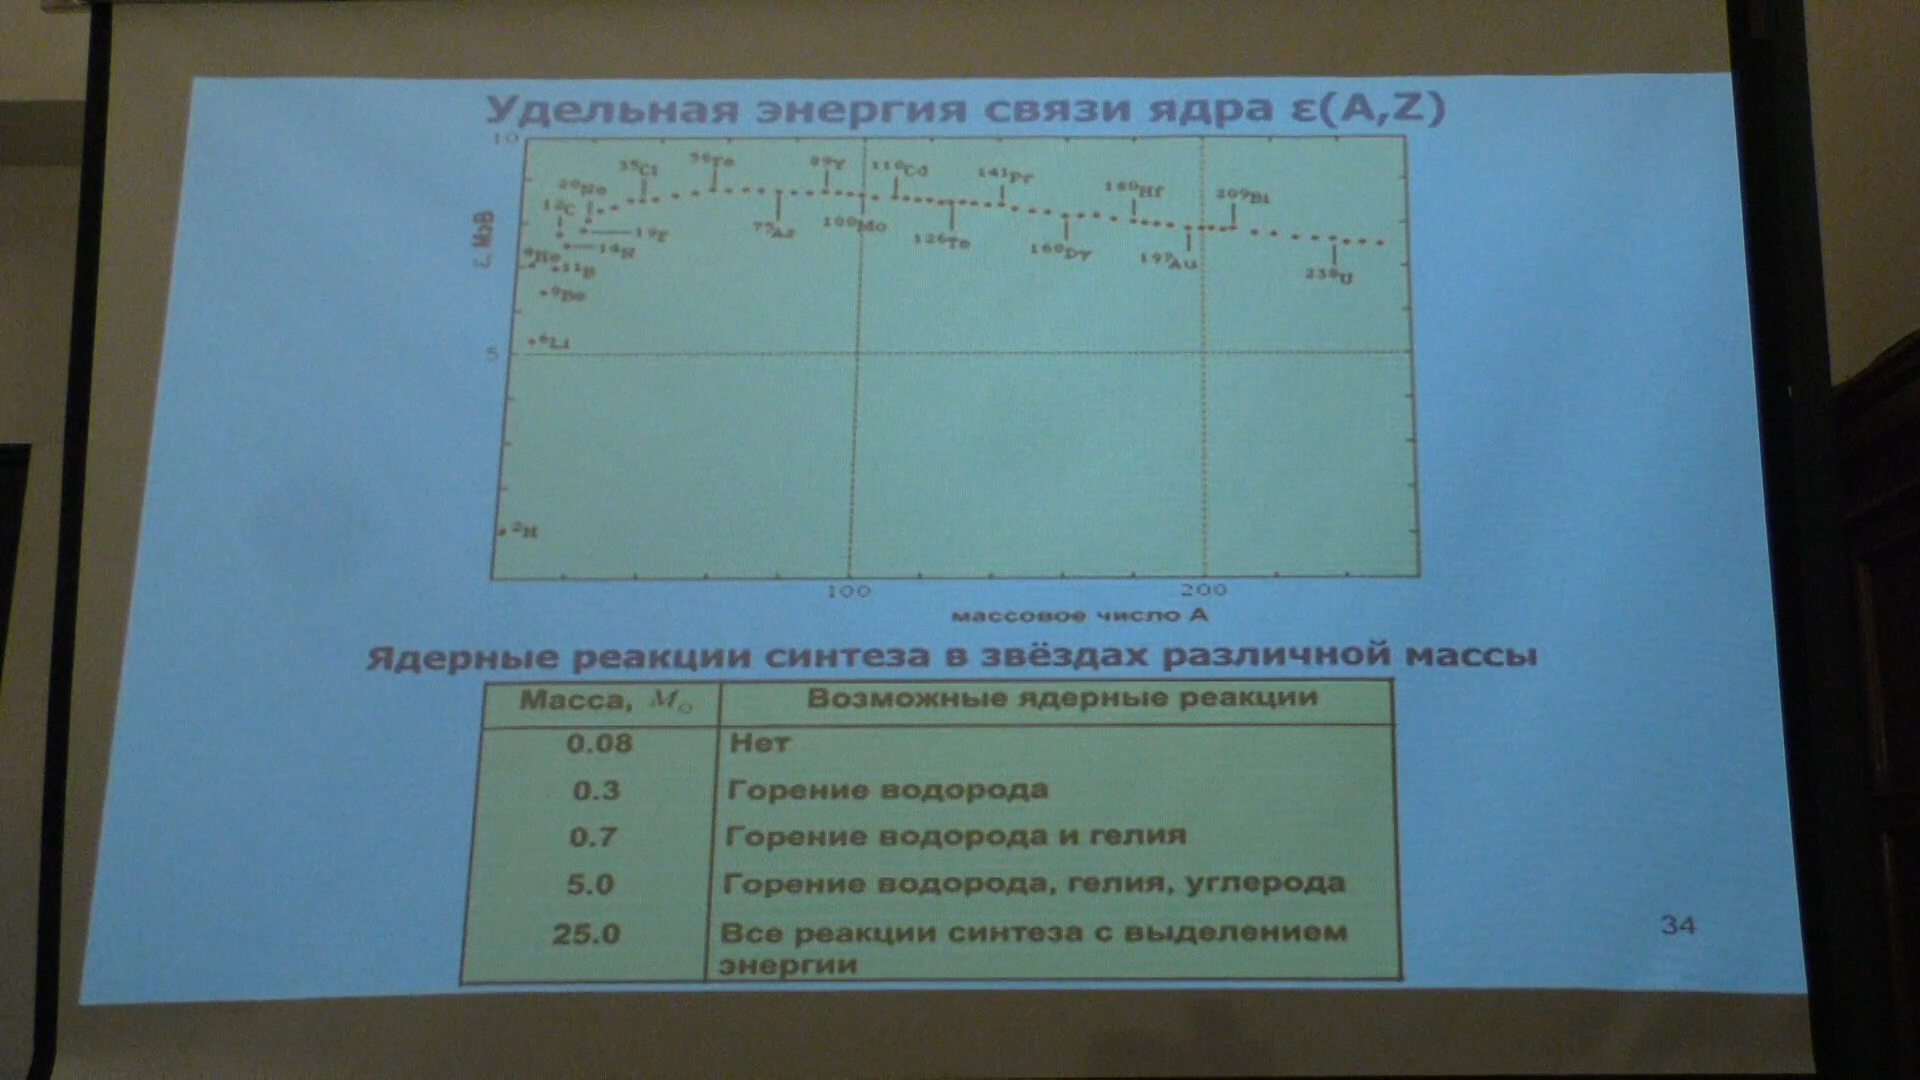 Удельная энергия связи ядра ε(A,Z)
10
⁵⁶Fe
⁸⁹Y
¹¹⁰Cd
¹⁴¹Pr
³⁵Cl
²⁰Ne
¹⁸⁰Hf
²⁰⁹Bi
¹²C
ε, МэВ
¹⁹F
¹⁰⁰Mo
¹²⁶Te
¹⁴N
¹⁶⁰Dy
¹⁹⁷Au
⁴He
¹¹B
²³⁸U
⁹Be
⁶Li
5
²H
100 200
массовое число A
Ядерные реакции синтеза в звёздах различной массы
Масса, M⊙ Возможные ядерные реакции
0.08 Нет
0.3 Горение водорода
0.7 Горение водорода и гелия
5.0 Горение водорода, гелия, углерода
25.0 Все реакции синтеза с выделением
энергии
34